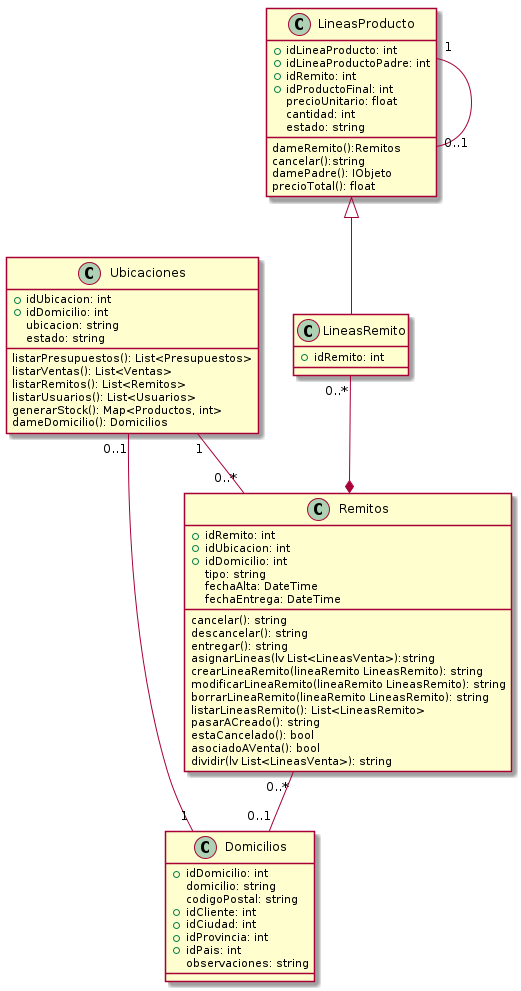 C LineasProducto
idLineaProducto: int
idLineaProductoPadre: int
idRemito: int
idProductoFinal: int
precioUnitario: float
cantidad: int
estado: string
dameRemito():Remitos
cancelar():string
damePadre(): IObjeto
precioTotal(): float
1
0..1
C Ubicaciones
idUbicacion: int
idDomicilio: int
ubicacion: string
estado: string
listarPresupuestos(): List<Presupuestos>
listarVentas(): List<Ventas>
listarRemitos(): List<Remitos>
listarUsuarios(): List<Usuarios>
generarStock(): Map<Productos, int>
dameDomicilio(): Domicilios
C LineasRemito
idRemito: int
0..*
0..1
1
0..*
C Remitos
idRemito: int
idUbicacion: int
idDomicilio: int
tipo: string
fechaAlta: DateTime
fechaEntrega: DateTime
cancelar(): string
descancelar(): string
entregar(): string
asignarLineas(lv List<LineasVenta>):string
crearLineaRemito(lineaRemito LineasRemito): string
modificarLineaRemito(lineaRemito LineasRemito): string
borrarLineaRemito(lineaRemito LineasRemito): string
listarLineasRemito(): List<LineasRemito>
pasarACreado(): string
estaCancelado(): bool
asociadoAVenta(): bool
dividir(lv List<LineasVenta>): string
0..*
1
0..1
C Domicilios
idDomicilio: int
domicilio: string
codigoPostal: string
idCliente: int
idCiudad: int
idProvincia: int
idPais: int
observaciones: string